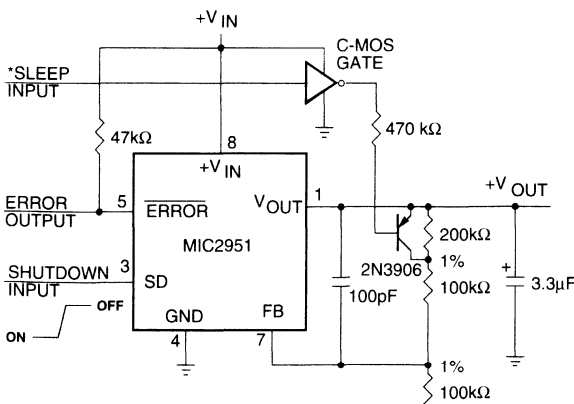 +V IN
C-MOS
GATE
*SLEEP
INPUT
47kΩ
470 kΩ
8
+V IN
ERROR
OUTPUT
5
ERROR
V OUT
1
+V OUT
MIC2951
200kΩ
2N3906
1%
SHUTDOWN
INPUT
3
SD
100pF
100kΩ
+
3.3µF
OFF
ON
GND
FB
4
7
1%
100kΩ